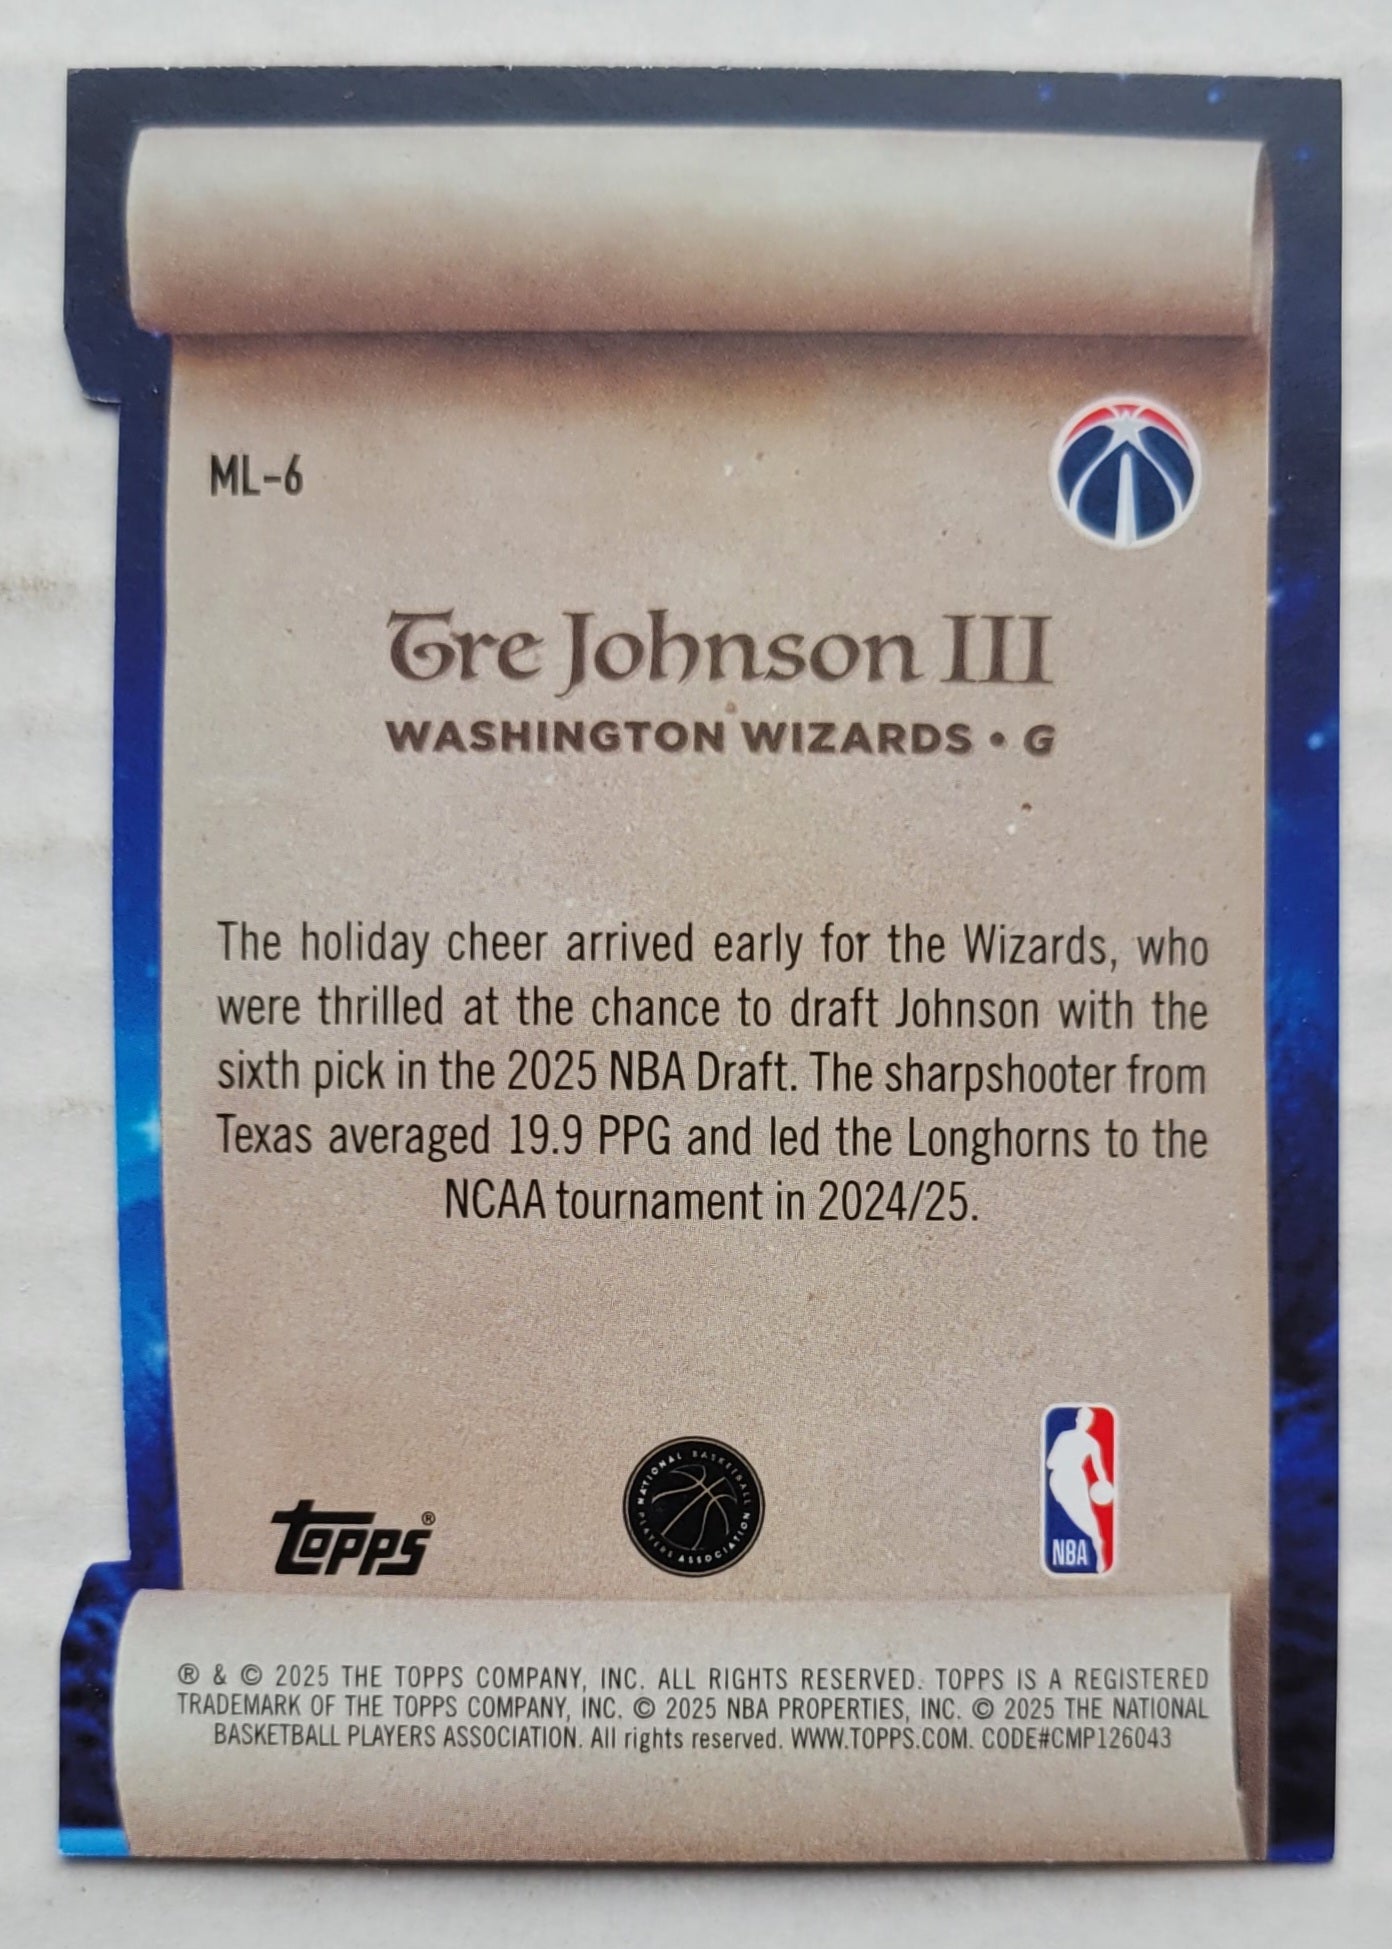 ML-6
Tre Johnson III
WASHINGTON WIZARDS • G
The holiday cheer arrived early for the Wizards, who
were thrilled at the chance to draft Johnson with the
sixth pick in the 2025 NBA Draft. The sharpshooter from
Texas averaged 19.9 PPG and led the Longhorns to the
NCAA tournament in 2024/25.
TOPPS®
NATIONAL BASKETBALL PLAYERS ASSOCIATION
NBA
® & © 2025 THE TOPPS COMPANY, INC. ALL RIGHTS RESERVED. TOPPS IS A REGISTERED
TRADEMARK OF THE TOPPS COMPANY, INC. © 2025 NBA PROPERTIES, INC. © 2025 THE NATIONAL
BASKETBALL PLAYERS ASSOCIATION. All rights reserved. WWW.TOPPS.COM. CODE#CMP126043